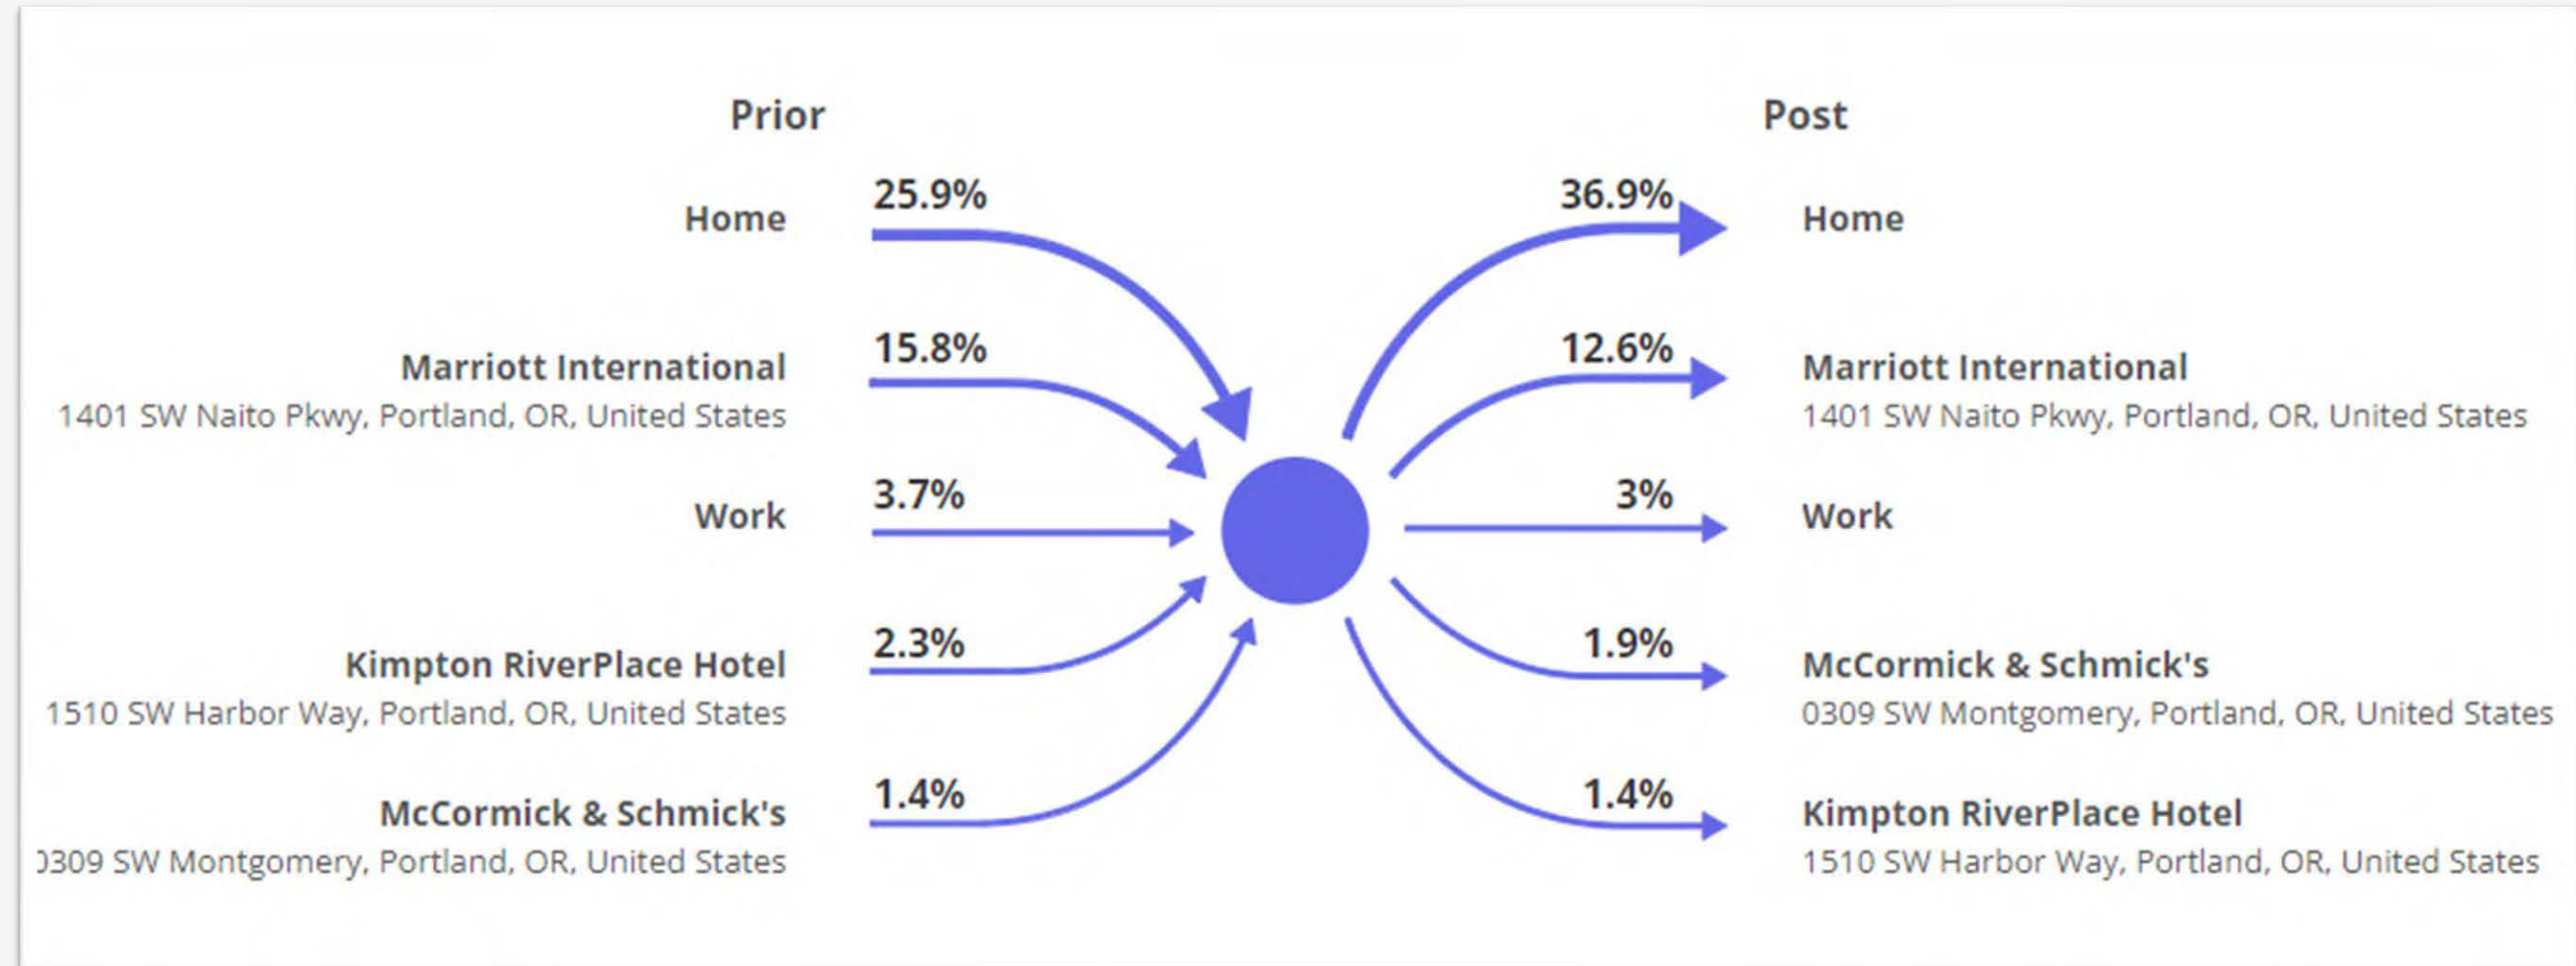 Prior
25.9%
Home
15.8%
Marriott International
1401 SW Naito Pkwy, Portland, OR, United States
3.7%
Work
2.3%
Kimpton RiverPlace Hotel
1510 SW Harbor Way, Portland, OR, United States
1.4%
McCormick & Schmick's
0309 SW Montgomery, Portland, OR, United States
Post
36.9%
Home
12.6%
Marriott International
1401 SW Naito Pkwy, Portland, OR, United States
3%
Work
1.9%
McCormick & Schmick's
0309 SW Montgomery, Portland, OR, United States
1.4%
Kimpton RiverPlace Hotel
1510 SW Harbor Way, Portland, OR, United States